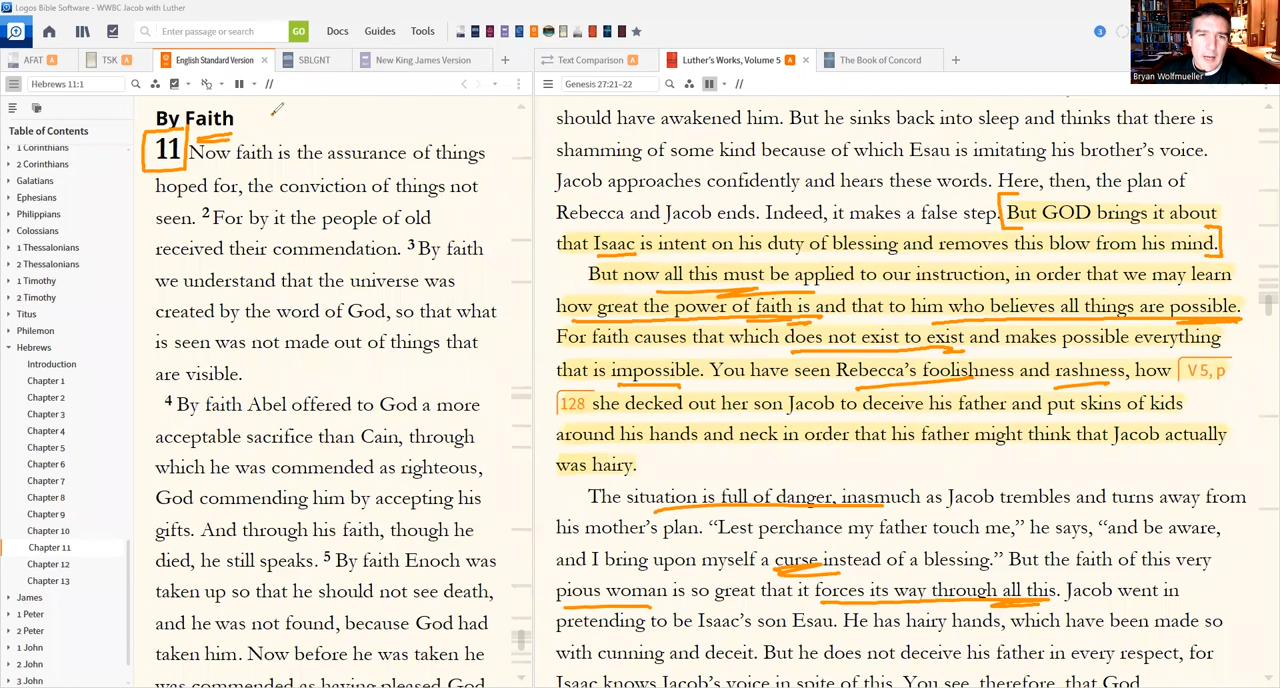 Logos Bible Software - WWBC Jacob with Luther
Enter passage or search GO Docs Guides Tools 3
AFAT A TSK A English Standard Version SBLGNT New King James Version Text Comparison A Luther's Works, Volume 5 A The Book of Concord
Hebrews 11:1
Genesis 27:21–22
Bryan Wolfmueller
Table of Contents
1 Corinthians
2 Corinthians
Galatians
Ephesians
Philippians
Colossians
1 Thessalonians
2 Thessalonians
1 Timothy
2 Timothy
Titus
Philemon
Hebrews
Introduction
Chapter 1
Chapter 2
Chapter 3
Chapter 4
Chapter 5
Chapter 6
Chapter 7
Chapter 8
Chapter 9
Chapter 10
Chapter 11
Chapter 12
Chapter 13
James
1 Peter
2 Peter
1 John
2 John
3 John
By Faith
11 Now faith is the assurance of things
hoped for, the conviction of things not
seen. 2 For by it the people of old
received their commendation. 3 By faith
we understand that the universe was
created by the word of God, so that what
is seen was not made out of things that
are visible.
4 By faith Abel offered to God a more
acceptable sacrifice than Cain, through
which he was commended as righteous,
God commending him by accepting his
gifts. And through his faith, though he
died, he still speaks. 5 By faith Enoch was
taken up so that he should not see death,
and he was not found, because God had
taken him. Now before he was taken he
was commended as having pleased God
should have awakened him. But he sinks back into sleep and thinks that there is
shamming of some kind because of which Esau is imitating his brother's voice.
Jacob approaches confidently and hears these words. Here, then, the plan of
Rebecca and Jacob ends. Indeed, it makes a false step. But GOD brings it about
that Isaac is intent on his duty of blessing and removes this blow from his mind.
But now all this must be applied to our instruction, in order that we may learn
how great the power of faith is and that to him who believes all things are possible.
For faith causes that which does not exist to exist and makes possible everything
that is impossible. You have seen Rebecca's foolishness and rashness, how V 5, p
128 she decked out her son Jacob to deceive his father and put skins of kids
around his hands and neck in order that his father might think that Jacob actually
was hairy.
The situation is full of danger, inasmuch as Jacob trembles and turns away from
his mother's plan. “Lest perchance my father touch me,” he says, “and be aware,
and I bring upon myself a curse instead of a blessing.” But the faith of this very
pious woman is so great that it forces its way through all this. Jacob went in
pretending to be Isaac's son Esau. He has hairy hands, which have been made so
with cunning and deceit. But he does not deceive his father in every respect, for
Isaac knows Jacob's voice in spite of this. You see, therefore, that God